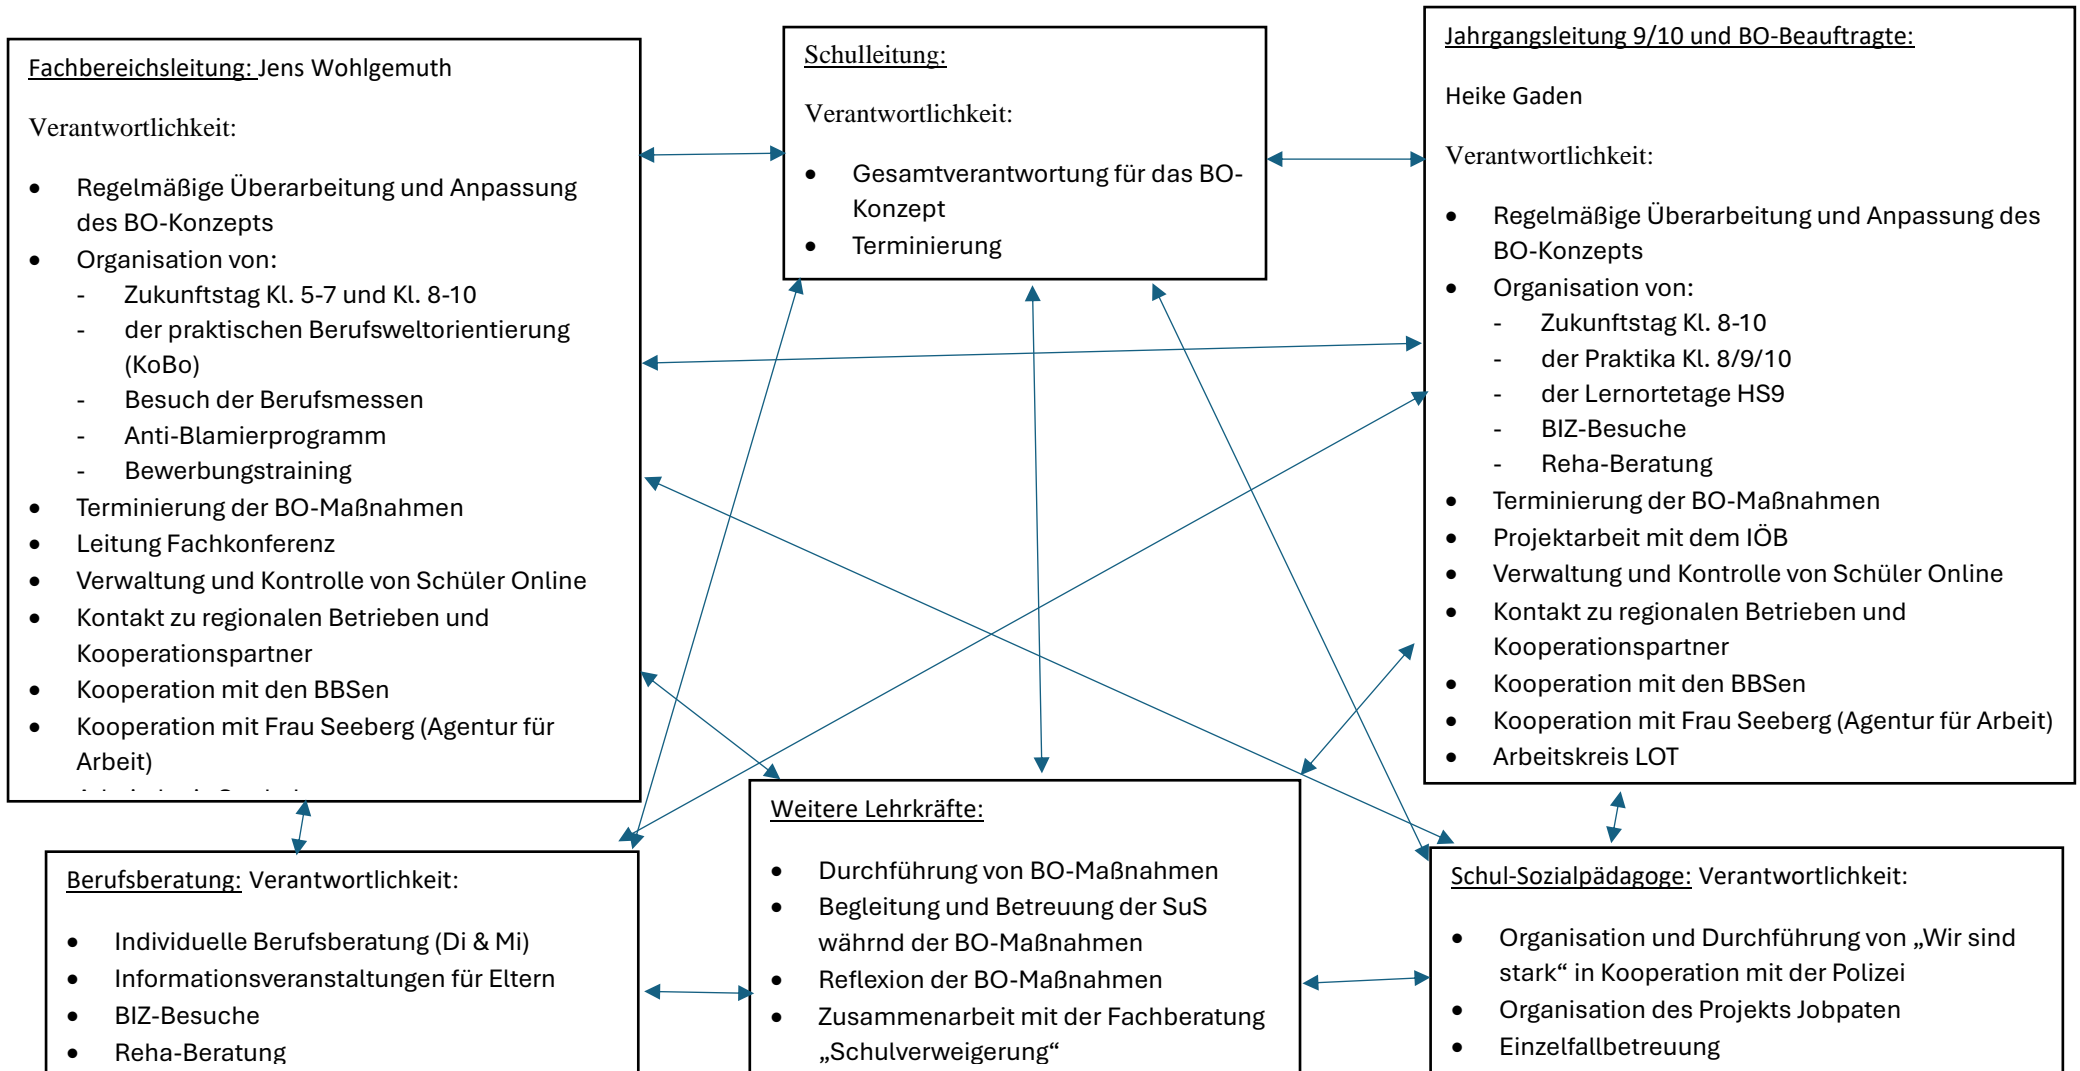 Fachbereichsleitung: Jens Wohlgemuth
Verantwortlichkeit:
• Regelmäßige Überarbeitung und Anpassung
des BO-Konzepts
• Organisation von:
- Zukunftstag Kl. 5-7 und Kl. 8-10
- der praktischen Berufsweltorientierung
(KoBo)
- Besuch der Berufsmessen
- Anti-Blamierprogramm
- Bewerbungstraining
• Terminierung der BO-Maßnahmen
• Leitung Fachkonferenz
• Verwaltung und Kontrolle von Schüler Online
• Kontakt zu regionalen Betrieben und
Kooperationspartner
• Kooperation mit den BBSen
• Kooperation mit Frau Seeberg (Agentur für
Arbeit)
Schulleitung:
Verantwortlichkeit:
• Gesamtverantwortung für das BO-
Konzept
• Terminierung
Jahrgangsleitung 9/10 und BO-Beauftragte:
Heike Gaden
Verantwortlichkeit:
• Regelmäßige Überarbeitung und Anpassung des
BO-Konzepts
• Organisation von:
- Zukunftstag Kl. 8-10
- der Praktika Kl. 8/9/10
- der Lernortetage HS9
- BIZ-Besuche
- Reha-Beratung
• Terminierung der BO-Maßnahmen
• Projektarbeit mit dem IÖB
• Verwaltung und Kontrolle von Schüler Online
• Kontakt zu regionalen Betrieben und
Kooperationspartner
• Kooperation mit den BBSen
• Kooperation mit Frau Seeberg (Agentur für Arbeit)
• Arbeitskreis LOT
Berufsberatung: Verantwortlichkeit:
• Individuelle Berufsberatung (Di & Mi)
• Informationsveranstaltungen für Eltern
• BIZ-Besuche
• Reha-Beratung
Weitere Lehrkräfte:
• Durchführung von BO-Maßnahmen
• Begleitung und Betreuung der SuS
währnd der BO-Maßnahmen
• Reflexion der BO-Maßnahmen
• Zusammenarbeit mit der Fachberatung
„Schulverweigerung“
Schul-Sozialpädagoge: Verantwortlichkeit:
• Organisation und Durchführung von „Wir sind
stark“ in Kooperation mit der Polizei
• Organisation des Projekts Jobpaten
• Einzelfallbetreuung